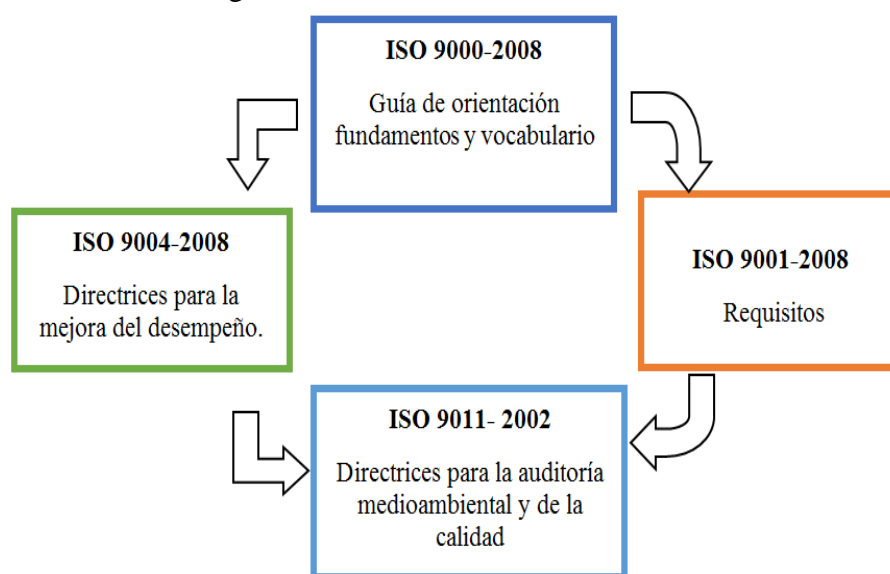 ISO 9000-2008
Guía de orientación
fundamentos y vocabulario
ISO 9004-2008
Directrices para la
mejora del desempeño.
ISO 9001-2008
Requisitos
ISO 9011- 2002
Directrices para la auditoría
medioambiental y de la
calidad